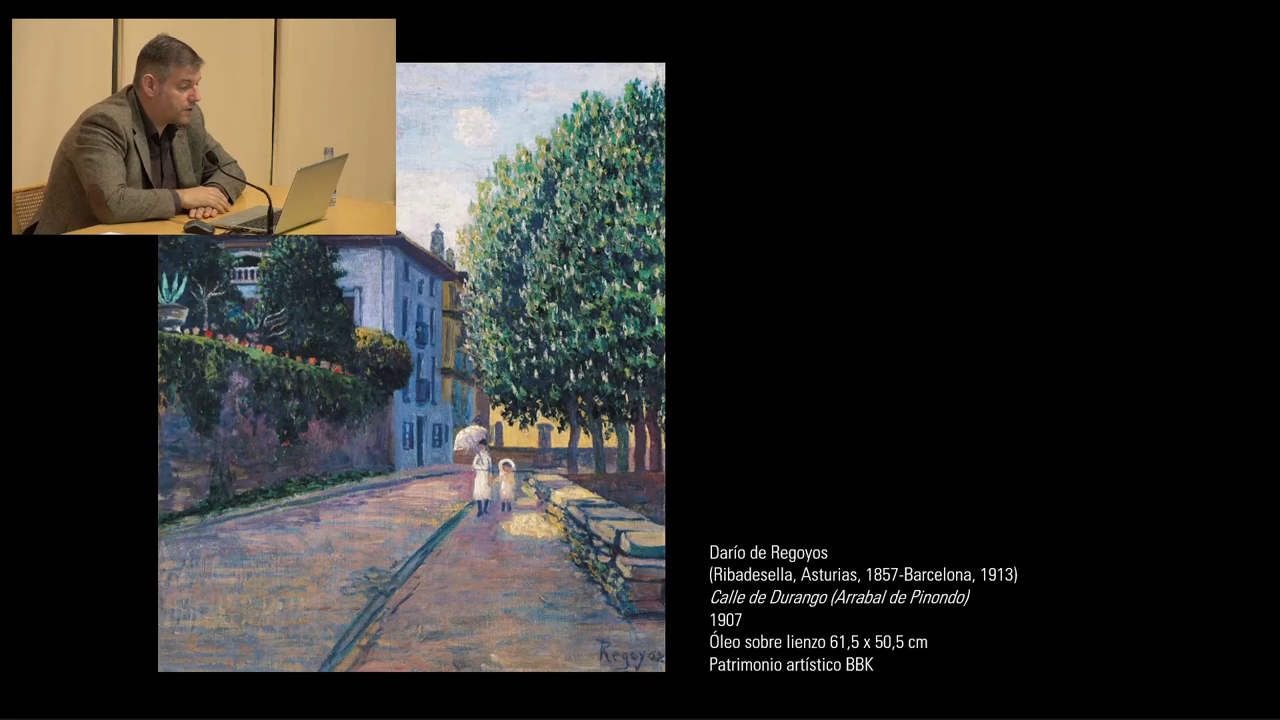 Darío de Regoyos
(Ribadesella, Asturias, 1857-Barcelona, 1913)
Calle de Durango (Arrabal de Pinondo)
1907
Óleo sobre lienzo 61,5 x 50,5 cm
Patrimonio artístico BBK
Regoyos